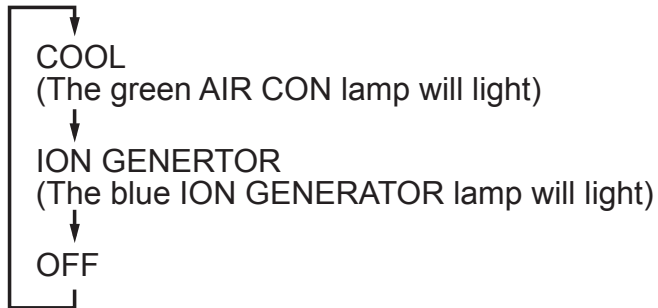 COOL
(The green AIR CON lamp will light)
ION GENERTOR
(The blue ION GENERATOR lamp will light)
OFF